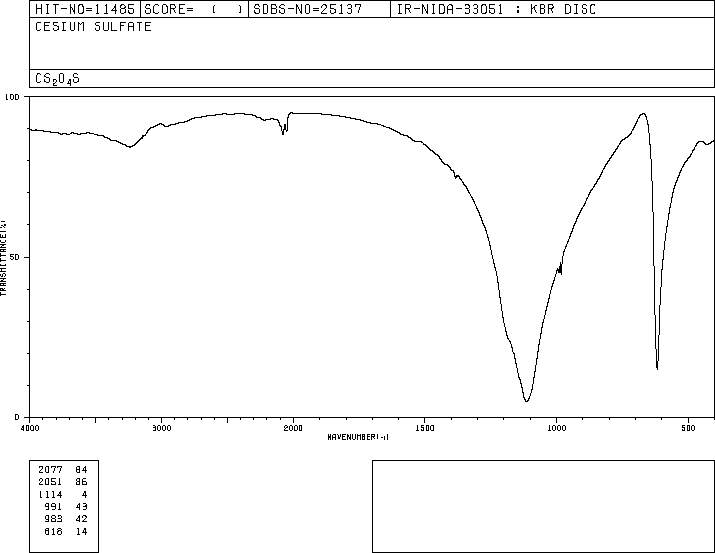 HIT-NO=11485 SCORE= ( ) SDBS-NO=25137 IR-NIDA-33051 : KBR DISC
CESIUM SULFATE
CS2O4S
100
50
0
TRANSMITTANCE(%)
4000 3000 2000 1500 1000 500
WAVENUMBER(-1)
2077 84
2051 86
1114 4
991 43
983 42
618 14